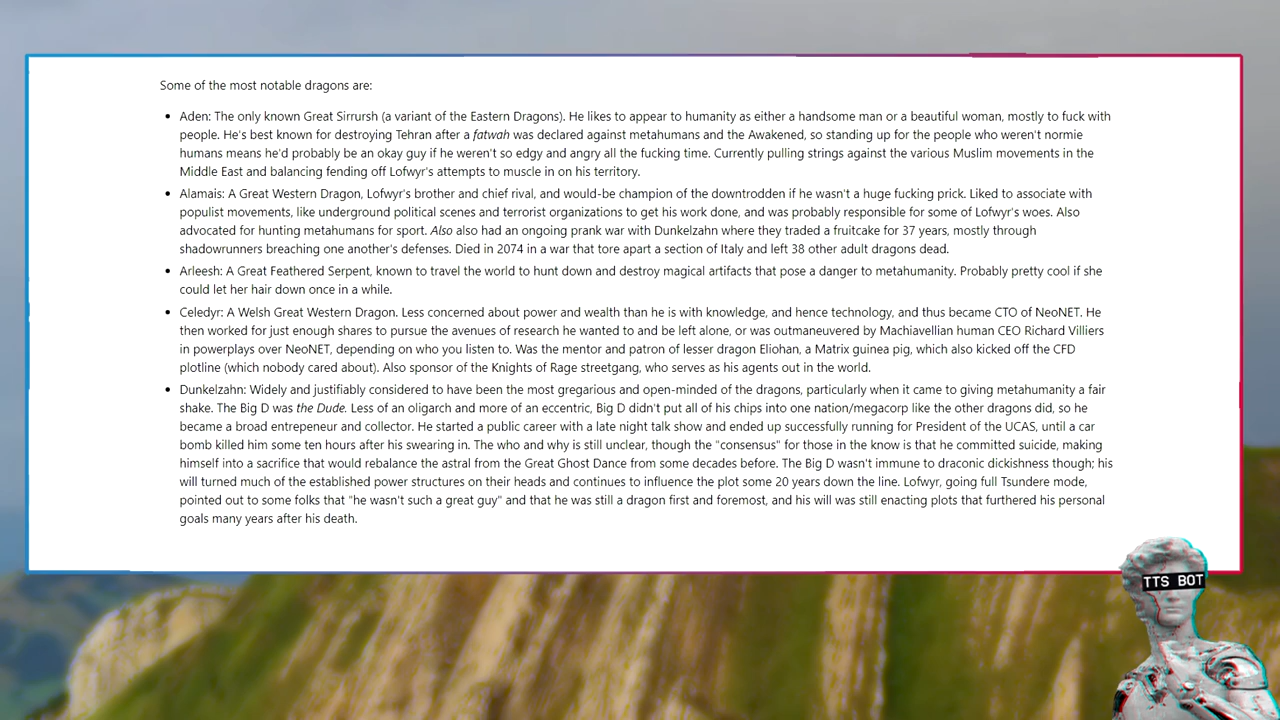 Some of the most notable dragons are:
• Aden: The only known Great Sirrursh (a variant of the Eastern Dragons). He likes to appear to humanity as either a handsome man or a beautiful woman, mostly to fuck with
people. He's best known for destroying Tehran after a fatwah was declared against metahumans and the Awakened, so standing up for the people who weren't normie
humans means he'd probably be an okay guy if he weren't so edgy and angry all the fucking time. Currently pulling strings against the various Muslim movements in the
Middle East and balancing fending off Lofwyr's attempts to muscle in on his territory.
• Alamais: A Great Western Dragon, Lofwyr's brother and chief rival, and would-be champion of the downtrodden if he wasn't a huge fucking prick. Liked to associate with
populist movements, like underground political scenes and terrorist organizations to get his work done, and was probably responsible for some of Lofwyr's woes. Also
advocated for hunting metahumans for sport. Also also had an ongoing prank war with Dunkelzahn where they traded a fruitcake for 37 years, mostly through
shadowrunners breaching one another's defenses. Died in 2074 in a war that tore apart a section of Italy and left 38 other adult dragons dead.
• Arleesh: A Great Feathered Serpent, known to travel the world to hunt down and destroy magical artifacts that pose a danger to metahumanity. Probably pretty cool if she
could let her hair down once in a while.
• Celedyr: A Welsh Great Western Dragon. Less concerned about power and wealth than he is with knowledge, and hence technology, and thus became CTO of NeoNET. He
then worked for just enough shares to pursue the avenues of research he wanted to and be left alone, or was outmaneuvered by Machiavellian human CEO Richard Villiers
in powerplays over NeoNET, depending on who you listen to. Was the mentor and patron of lesser dragon Eliohan, a Matrix guinea pig, which also kicked off the CFD
plotline (which nobody cared about). Also sponsor of the Knights of Rage streetgang, who serves as his agents out in the world.
• Dunkelzahn: Widely and justifiably considered to have been the most gregarious and open-minded of the dragons, particularly when it came to giving metahumanity a fair
shake. The Big D was the Dude. Less of an oligarch and more of an eccentric, Big D didn't put all of his chips into one nation/megacorp like the other dragons did, so he
became a broad entrepeneur and collector. He started a public career with a late night talk show and ended up successfully running for President of the UCAS, until a car
bomb killed him some ten hours after his swearing in. The who and why is still unclear, though the "consensus" for those in the know is that he committed suicide, making
himself into a sacrifice that would rebalance the astral from the Great Ghost Dance from some decades before. The Big D wasn't immune to draconic dickishness though; his
will turned much of the established power structures on their heads and continues to influence the plot some 20 years down the line. Lofwyr, going full Tsundere mode,
pointed out to some folks that "he wasn't such a great guy" and that he was still a dragon first and foremost, and his will was still enacting plots that furthered his personal
goals many years after his death.
TTS BOT